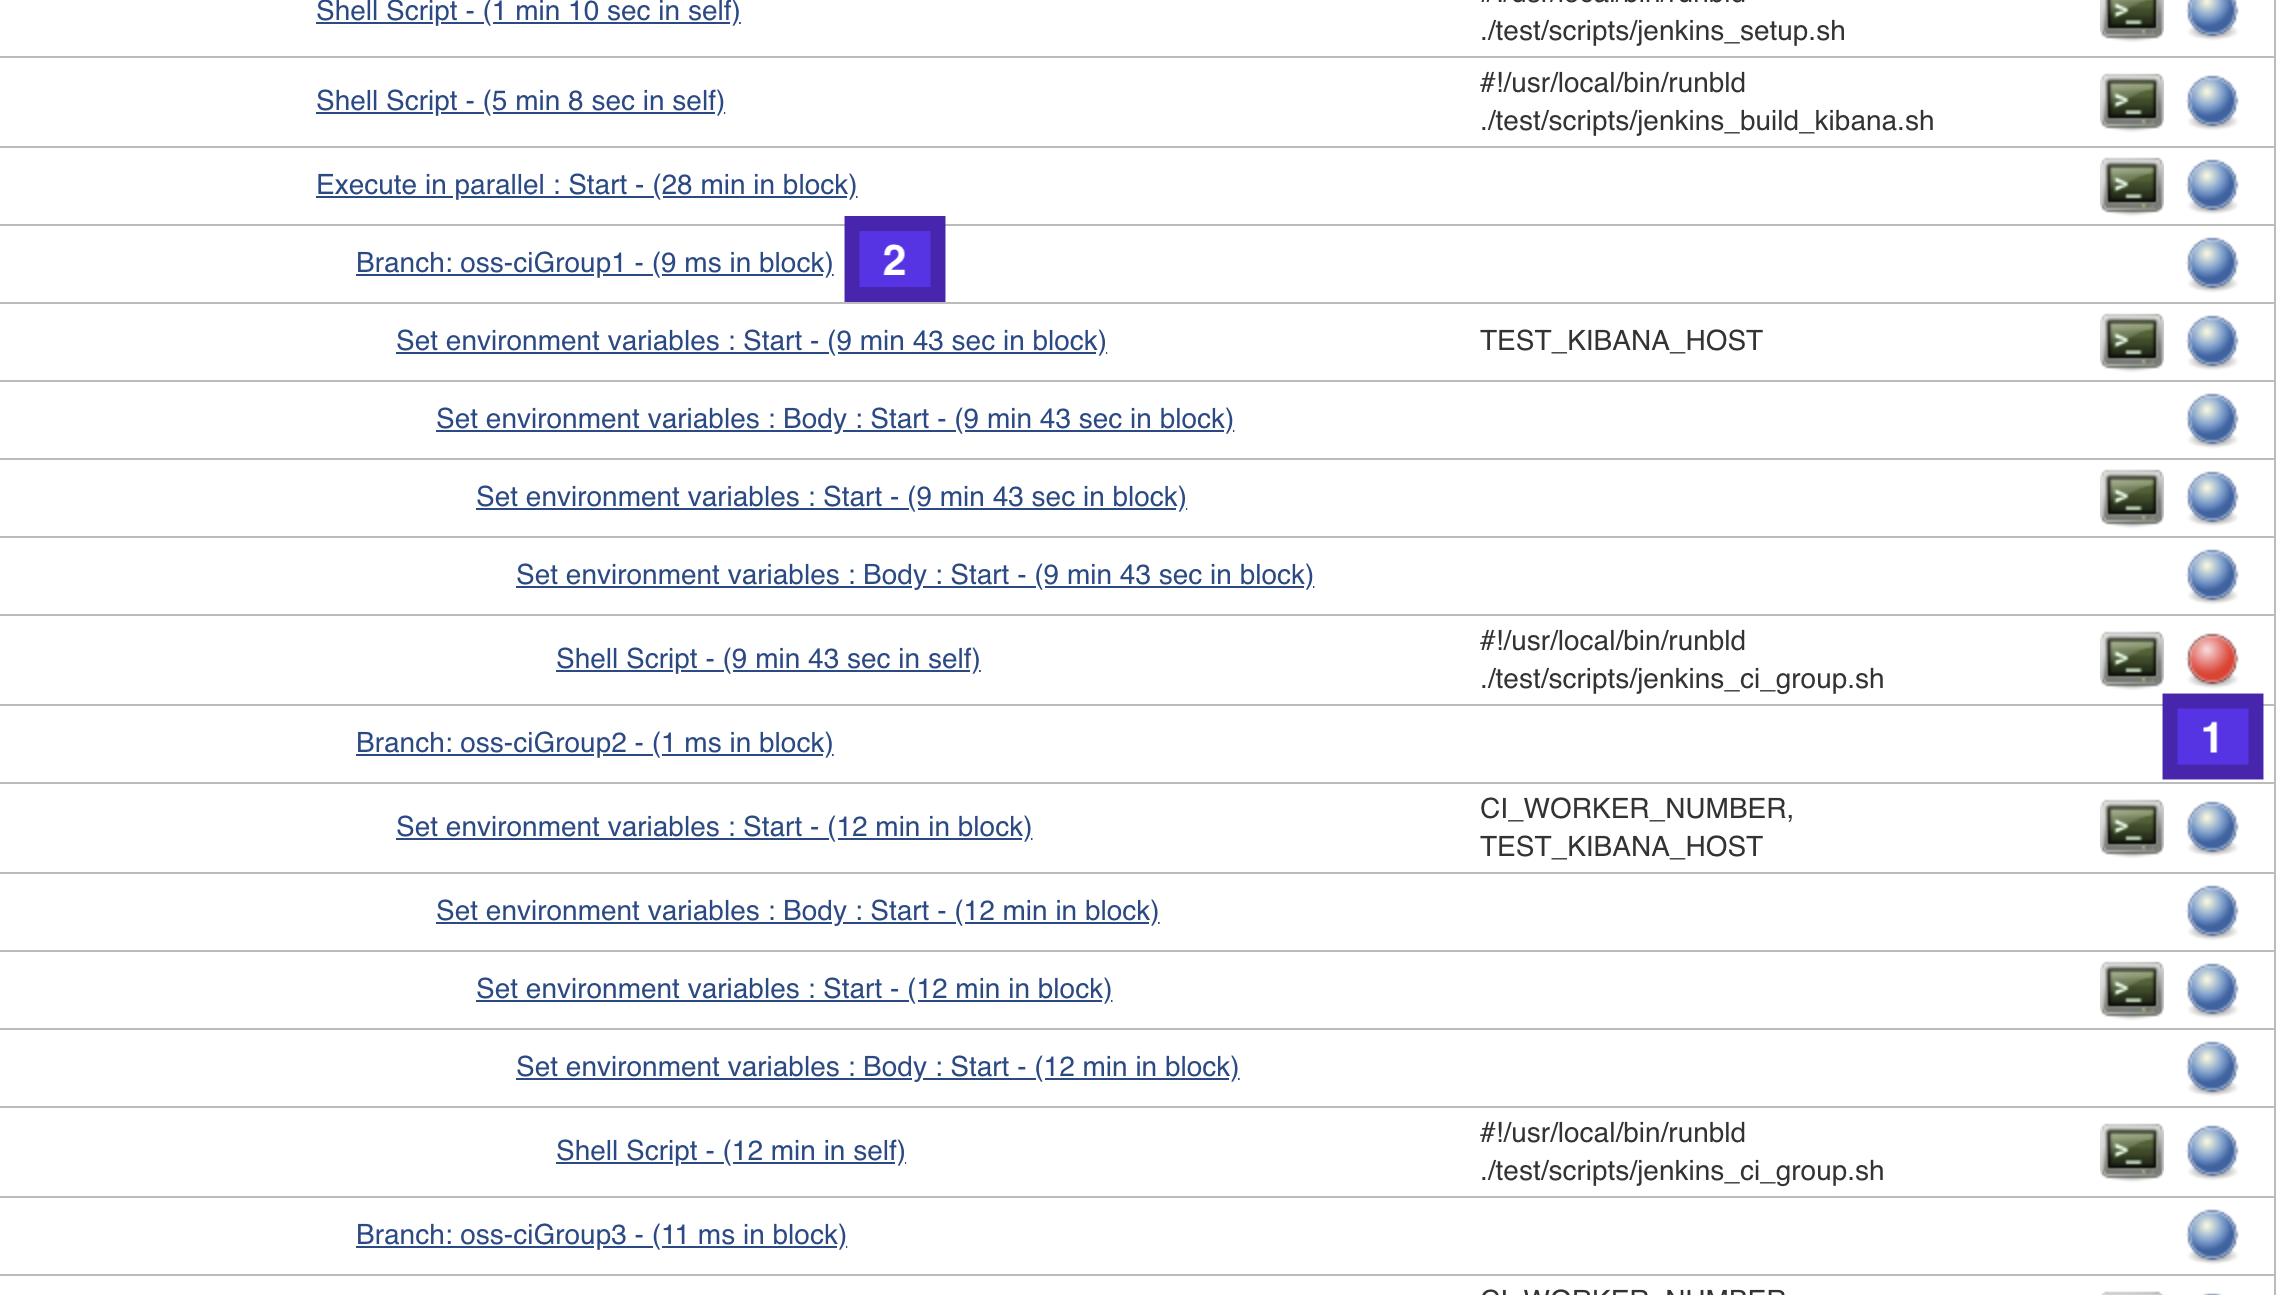 Shell Script - (1 min 10 sec in self)
./test/scripts/jenkins_setup.sh
Shell Script - (5 min 8 sec in self)
#!/usr/local/bin/runbld
./test/scripts/jenkins_build_kibana.sh
Execute in parallel : Start - (28 min in block)
Branch: oss-ciGroup1 - (9 ms in block)
2
Set environment variables : Start - (9 min 43 sec in block)
TEST_KIBANA_HOST
Set environment variables : Body : Start - (9 min 43 sec in block)
Set environment variables : Start - (9 min 43 sec in block)
Set environment variables : Body : Start - (9 min 43 sec in block)
Shell Script - (9 min 43 sec in self)
#!/usr/local/bin/runbld
./test/scripts/jenkins_ci_group.sh
Branch: oss-ciGroup2 - (1 ms in block)
1
Set environment variables : Start - (12 min in block)
CI_WORKER_NUMBER,
TEST_KIBANA_HOST
Set environment variables : Body : Start - (12 min in block)
Set environment variables : Start - (12 min in block)
Set environment variables : Body : Start - (12 min in block)
Shell Script - (12 min in self)
#!/usr/local/bin/runbld
./test/scripts/jenkins_ci_group.sh
Branch: oss-ciGroup3 - (11 ms in block)